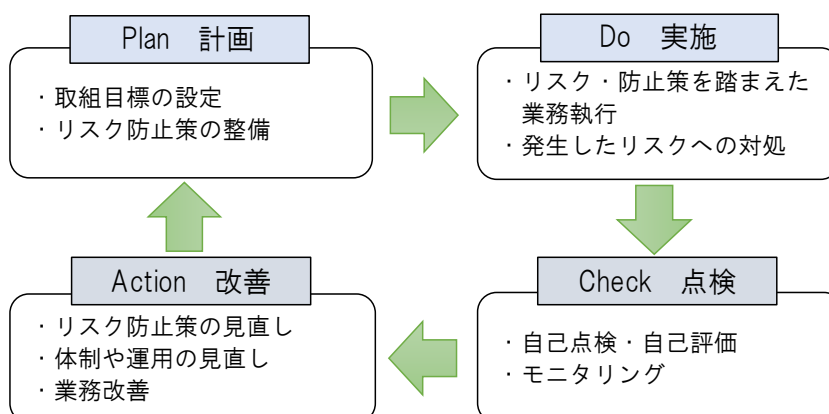 Plan 計画
・取組目標の設定
・リスク防止策の整備
Do 実施
・リスク・防止策を踏まえた
業務執行
・発生したリスクへの対処
Check 点検
・自己点検・自己評価
・モニタリング
Action 改善
・リスク防止策の見直し
・体制や運用の見直し
・業務改善